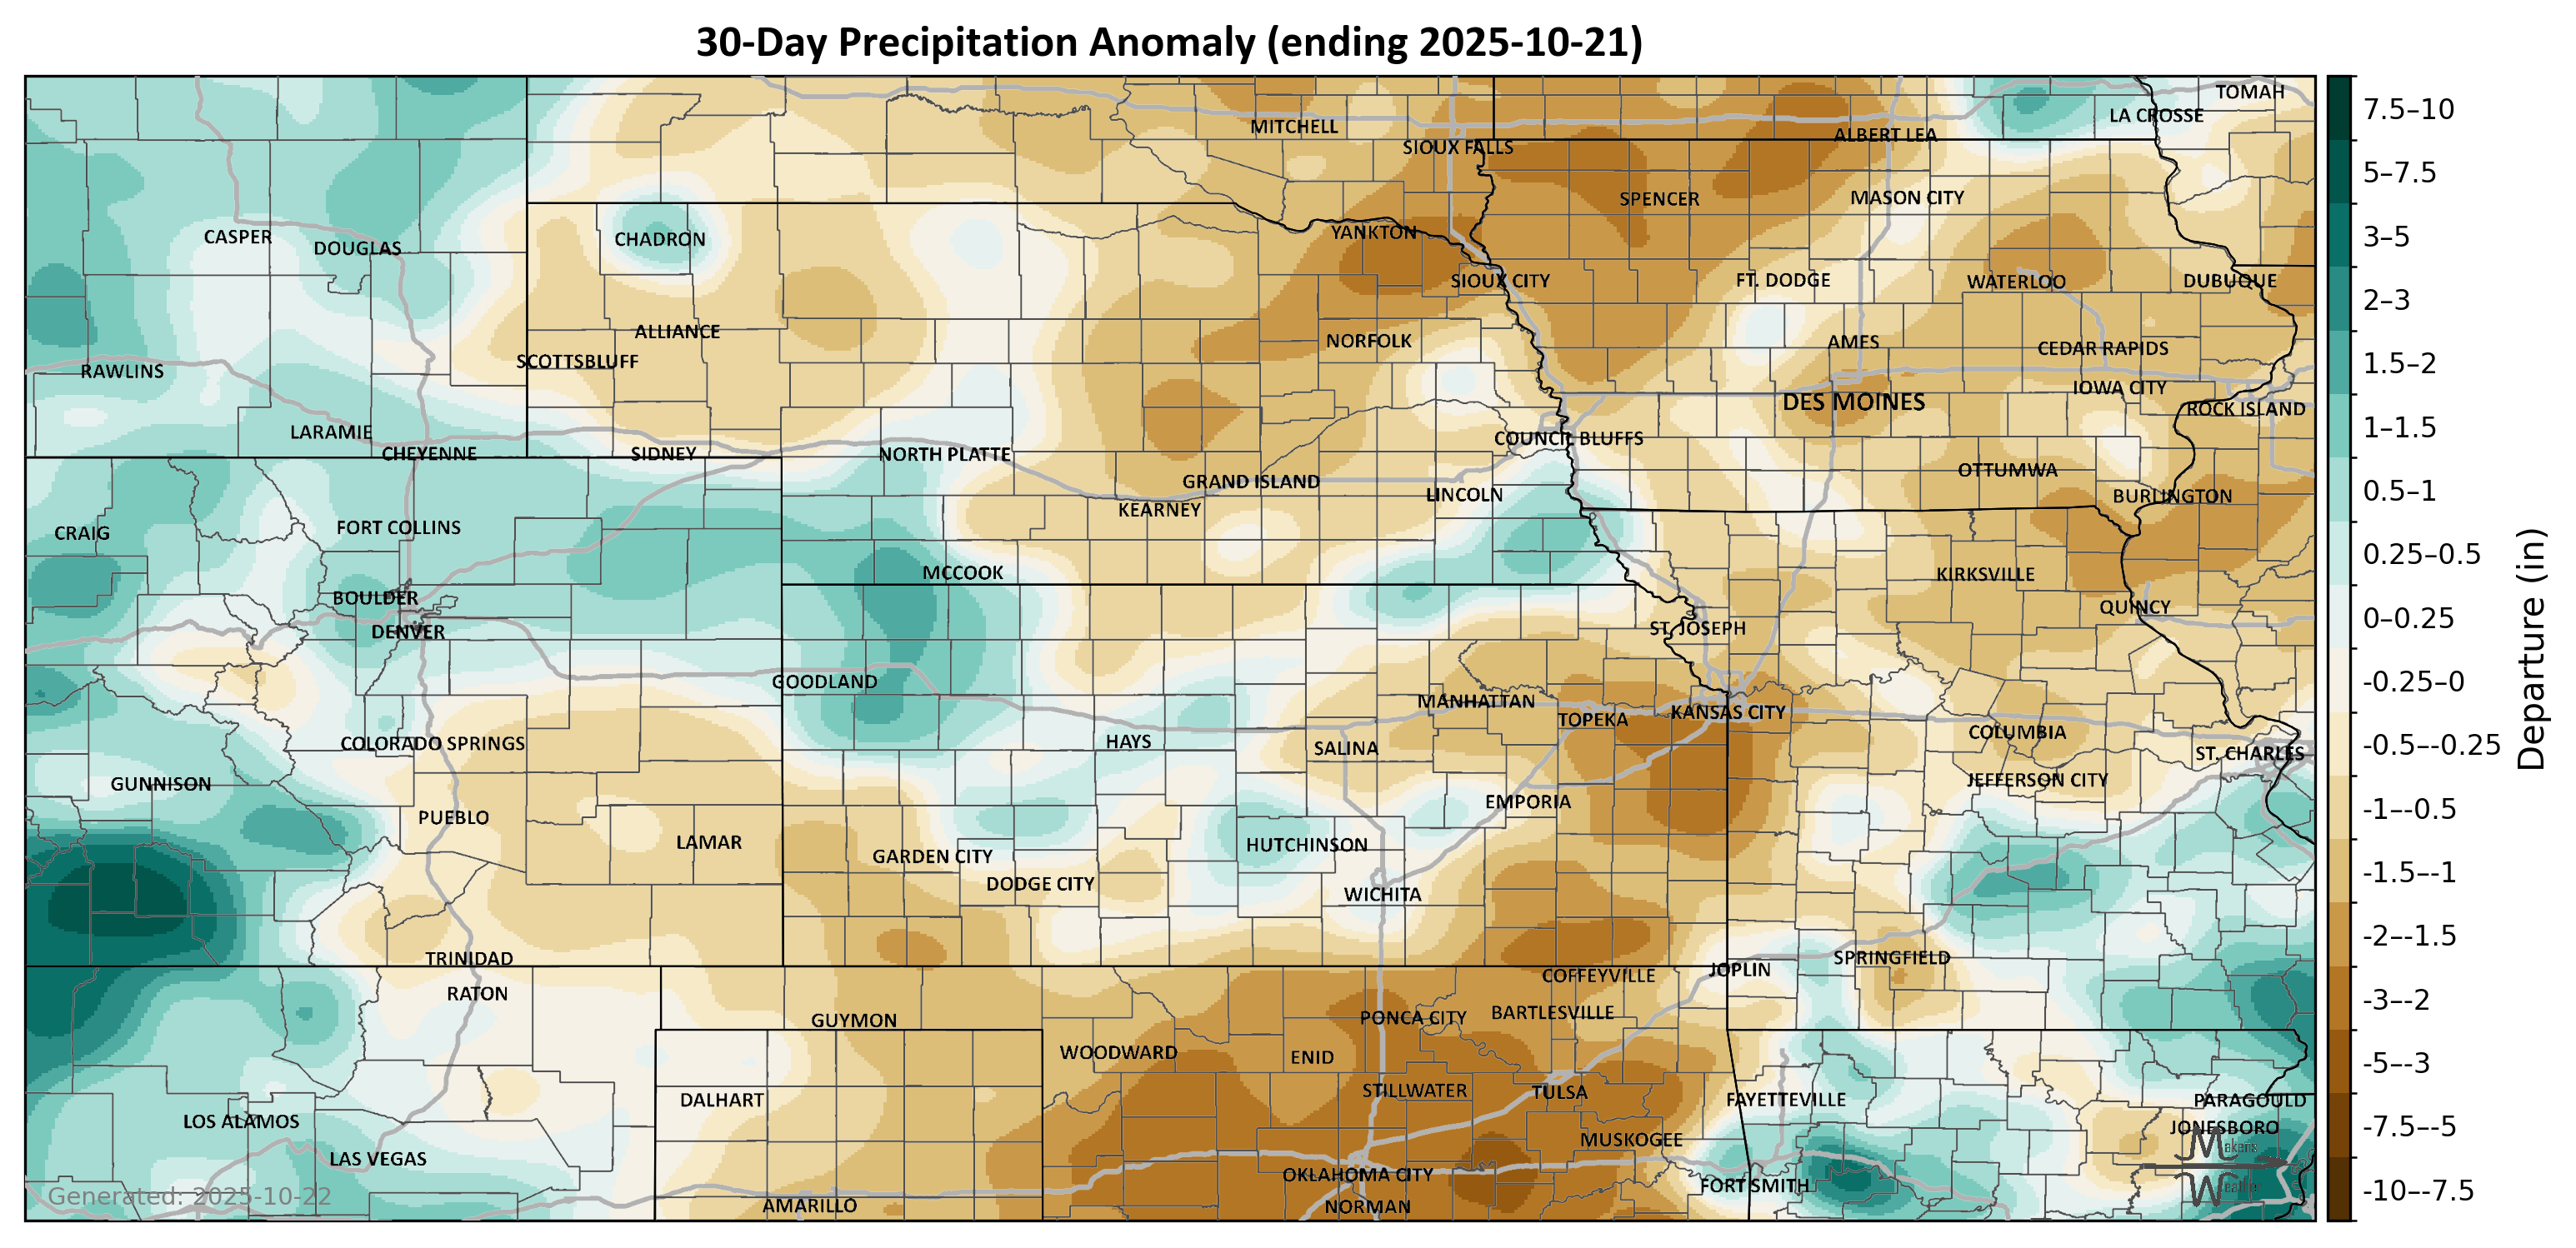 30-Day Precipitation Anomaly (ending 2025-10-21)
TOMAH
LA CROSSE
MITCHELL
ALBERT LEA
SIOUX FALLS
SPENCER
MASON CITY
YANKTON
CASPER
DOUGLAS
CHADRON
SIOUX CITY
FT. DODGE
WATERLOO
DUBUQUE
ALLIANCE
NORFOLK
AMES
CEDAR RAPIDS
SCOTTSBLUFF
RAWLINS
IOWA CITY
DES MOINES
ROCK ISLAND
LARAMIE
CHEYENNE
SIDNEY
NORTH PLATTE
COUNCIL BLUFFS
GRAND ISLAND
LINCOLN
OTTUMWA
BURLINGTON
KEARNEY
CRAIG
FORT COLLINS
MCCOOK
KIRKSVILLE
BOULDER
QUINCY
DENVER
ST. JOSEPH
GOODLAND
MANHATTAN
TOPEKA
KANSAS CITY
COLUMBIA
COLORADO SPRINGS
HAYS
SALINA
ST. CHARLES
GUNNISON
JEFFERSON CITY
PUEBLO
EMPORIA
LAMAR
HUTCHINSON
GARDEN CITY
DODGE CITY
WICHITA
TRINIDAD
SPRINGFIELD
COFFEYVILLE
JOPLIN
RATON
GUYMON
PONCA CITY
BARTLESVILLE
WOODWARD
ENID
STILLWATER
TULSA
DALHART
FAYETTEVILLE
PARAGOULD
LOS ALAMOS
JONESBORO
MUSKOGEE
LAS VEGAS
OKLAHOMA CITY
FORT SMITH
AMARILLO
NORMAN
Generated: 2025-10-22
7.5–10
5–7.5
3–5
2–3
1.5–2
1–1.5
0.5–1
0.25–0.5
0–0.25
-0.25–0
-0.5–-0.25
-1–-0.5
-1.5–-1
-2–-1.5
-3–-2
-5–-3
-7.5–-5
-10–-7.5
Departure (in)